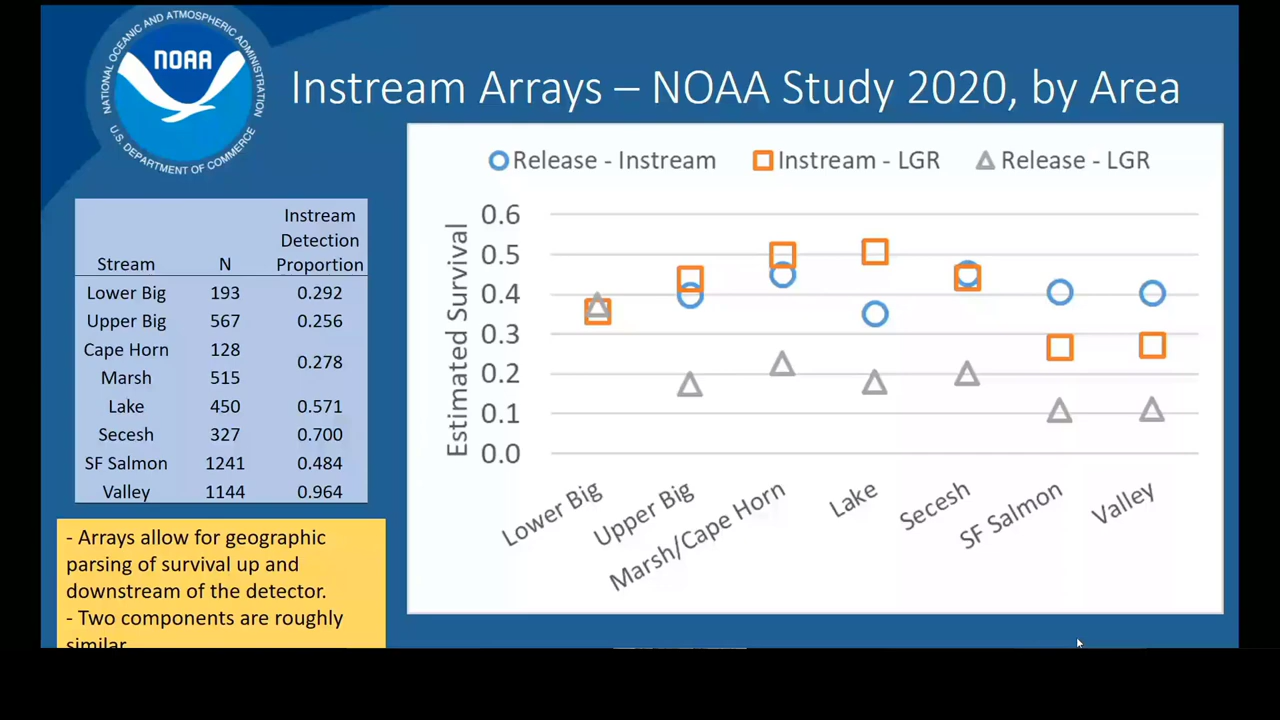 NATIONAL OCEANIC AND ATMOSPHERIC ADMINISTRATION
NOAA
U.S. DEPARTMENT OF COMMERCE
Instream Arrays – NOAA Study 2020, by Area
Stream N Instream Detection Proportion
Lower Big 193 0.292
Upper Big 567 0.256
Cape Horn 128
0.278
Marsh 515
Lake 450 0.571
Secesh 327 0.700
SF Salmon 1241 0.484
Valley 1144 0.964
- Arrays allow for geographic
parsing of survival up and
downstream of the detector.
- Two components are roughly
similar
Release - Instream Instream - LGR Release - LGR
Estimated Survival
0.6
0.5
0.4
0.3
0.2
0.1
0.0
Lower Big
Upper Big
Marsh/Cape Horn
Lake
Secesh
SF Salmon
Valley